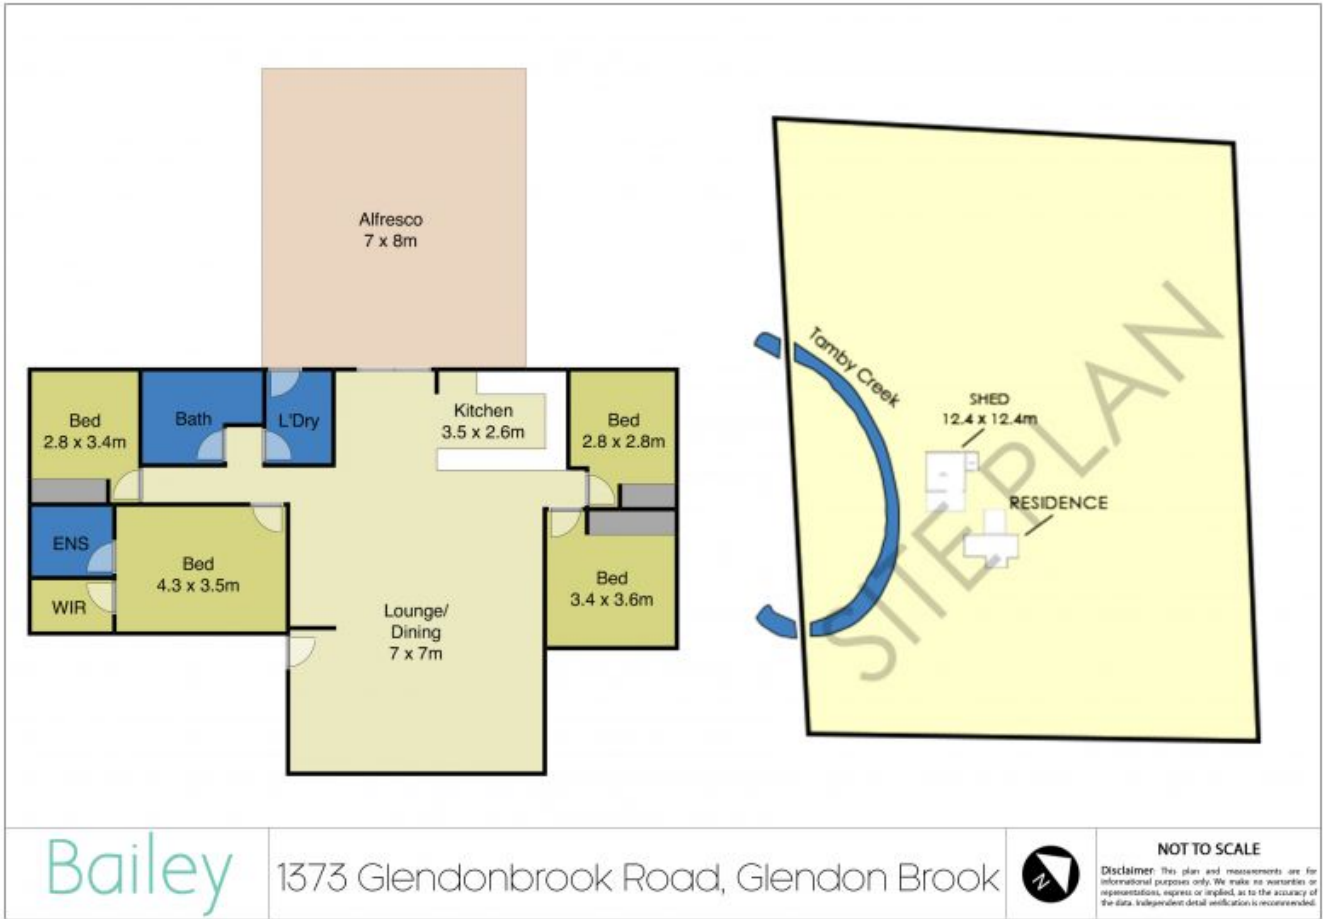 Alfresco
7 x 8m
Bed
2.8 x 3.4m
Bath
L'Dry
Kitchen
3.5 x 2.6m
Bed
2.8 x 2.8m
ENS
WIR
Bed
4.3 x 3.5m
Lounge/
Dining
7 x 7m
Bed
3.4 x 3.6m
Tamby Creek
SHED
12.4 x 12.4m
RESIDENCE
SITE PLAN
Bailey
1373 Glendonbrook Road, Glendon Brook
N
NOT TO SCALE
Disclaimer: This plan and measurements are for
informational purposes only. We make no warranties or
representations, express or implied, as to the accuracy of
the data. Independent detail verification is recommended.